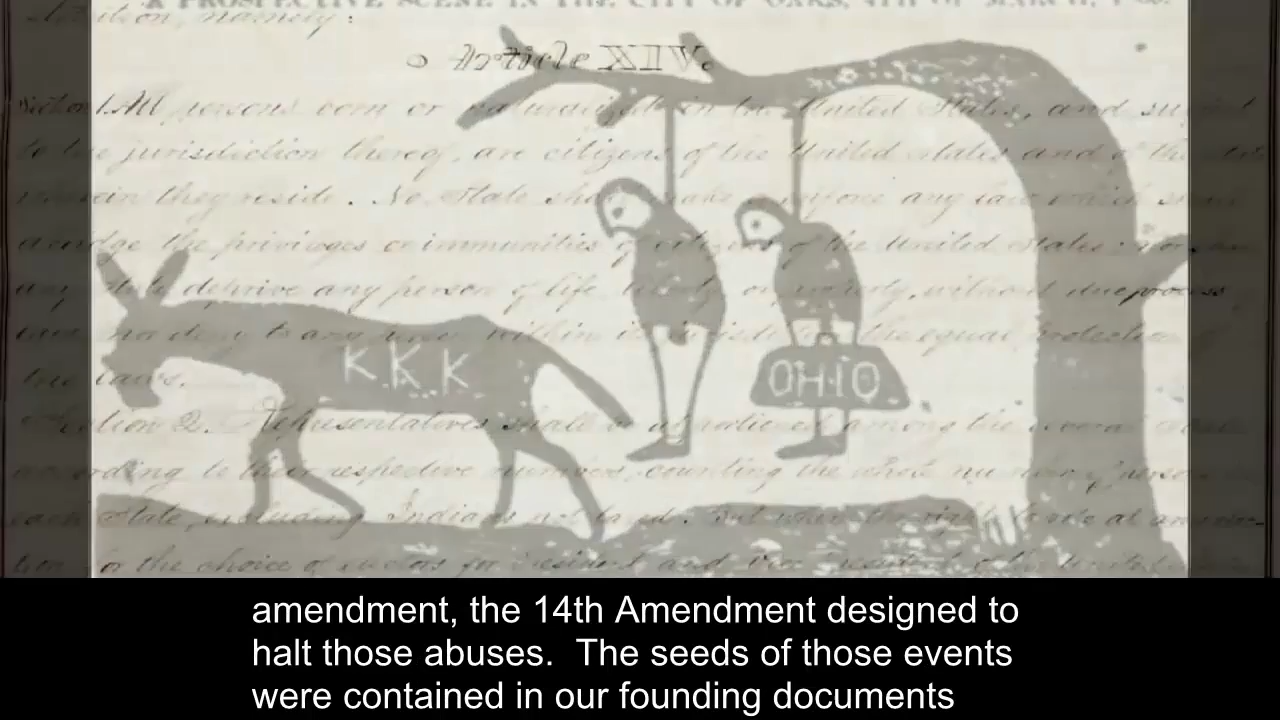 A PROSPECTIVE SCENE IN THE CITY OF OAKS, 4TH OF MARCH,
namely:
Article XIV.
Section 1. All persons born or naturalized in the United States, and subject
to the jurisdiction thereof, are citizens of the United States and of the
wherein they reside. No State shall make enforce any law which shall
abridge the privileges or immunities of citizens of the United States; nor
any State deprive any person of life, liberty, or property, without due process
law; nor deny to any within its the equal protection of
the laws.
KKK
OHIO
Section 2. Representatives shall be apportioned among the several
according to their respective numbers, counting the whole number of persons
each State, excluding Indians not taxed. But when the right to vote at any elec-
tion for the choice of electors for President and Vice President of the United
amendment, the 14th Amendment designed to
halt those abuses.  The seeds of those events
were contained in our founding documents